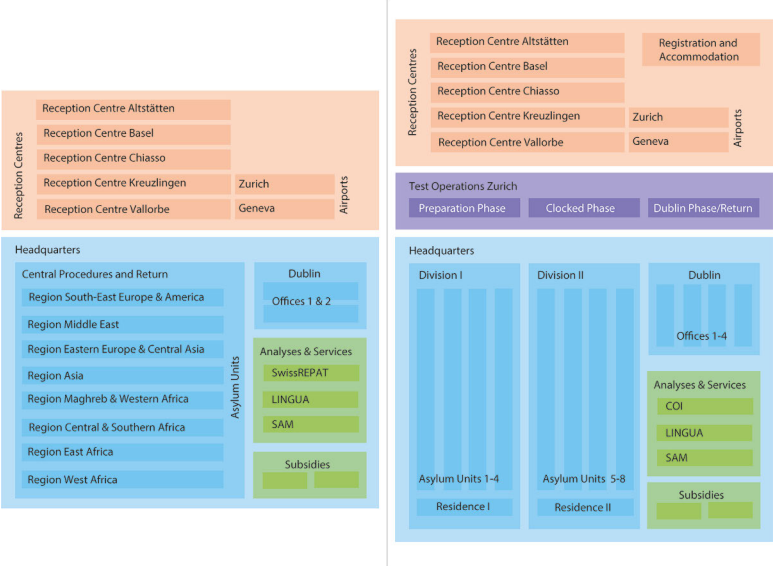 Reception Centres
Reception Centre Altstätten
Reception Centre Basel
Reception Centre Chiasso
Reception Centre Kreuzlingen
Zurich
Reception Centre Vallorbe
Geneva
Airports
Headquarters
Central Procedures and Return
Region South-East Europe & America
Region Middle East
Region Eastern Europe & Central Asia
Region Asia
Region Maghreb & Western Africa
Region Central & Southern Africa
Region East Africa
Region West Africa
Asylum Units
Dublin
Offices 1 & 2
Analyses & Services
SwissREPAT
LINGUA
SAM
Subsidies
Reception Centres
Reception Centre Altstätten
Reception Centre Basel
Reception Centre Chiasso
Reception Centre Kreuzlingen
Zurich
Reception Centre Vallorbe
Geneva
Airports
Registration and
Accommodation
Test Operations Zurich
Preparation Phase
Clocked Phase
Dublin Phase/Return
Headquarters
Division I
Asylum Units 1-4
Residence I
Division II
Asylum Units 5-8
Residence II
Dublin
Offices 1-4
Analyses & Services
COI
LINGUA
SAM
Subsidies